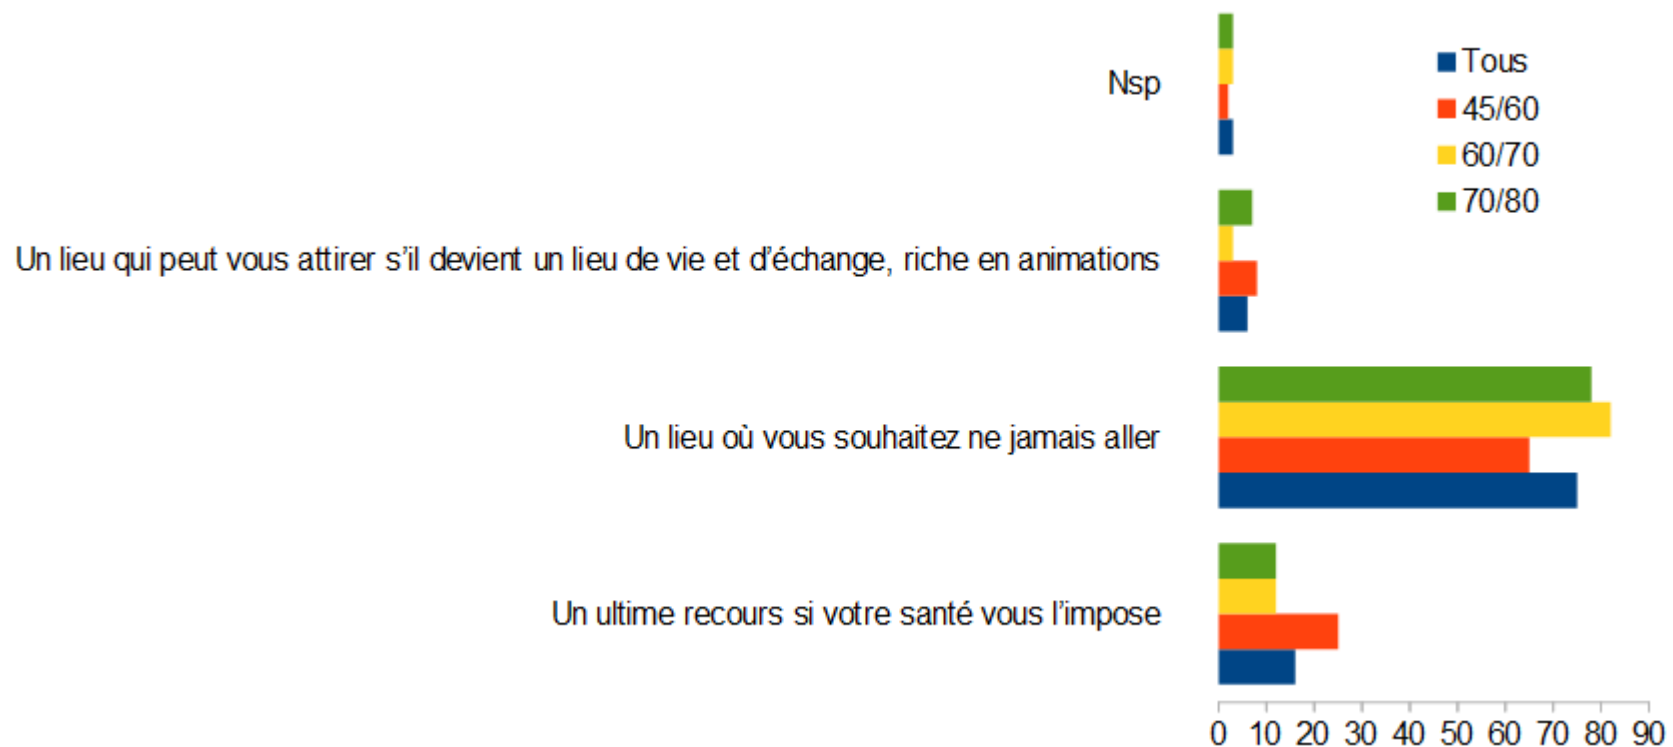 Nsp
Tous
45/60
60/70
70/80
Un lieu qui peut vous attirer s’il devient un lieu de vie et d’échange, riche en animations
Un lieu où vous souhaitez ne jamais aller
Un ultime recours si votre santé vous l’impose
0 10 20 30 40 50 60 70 80 90